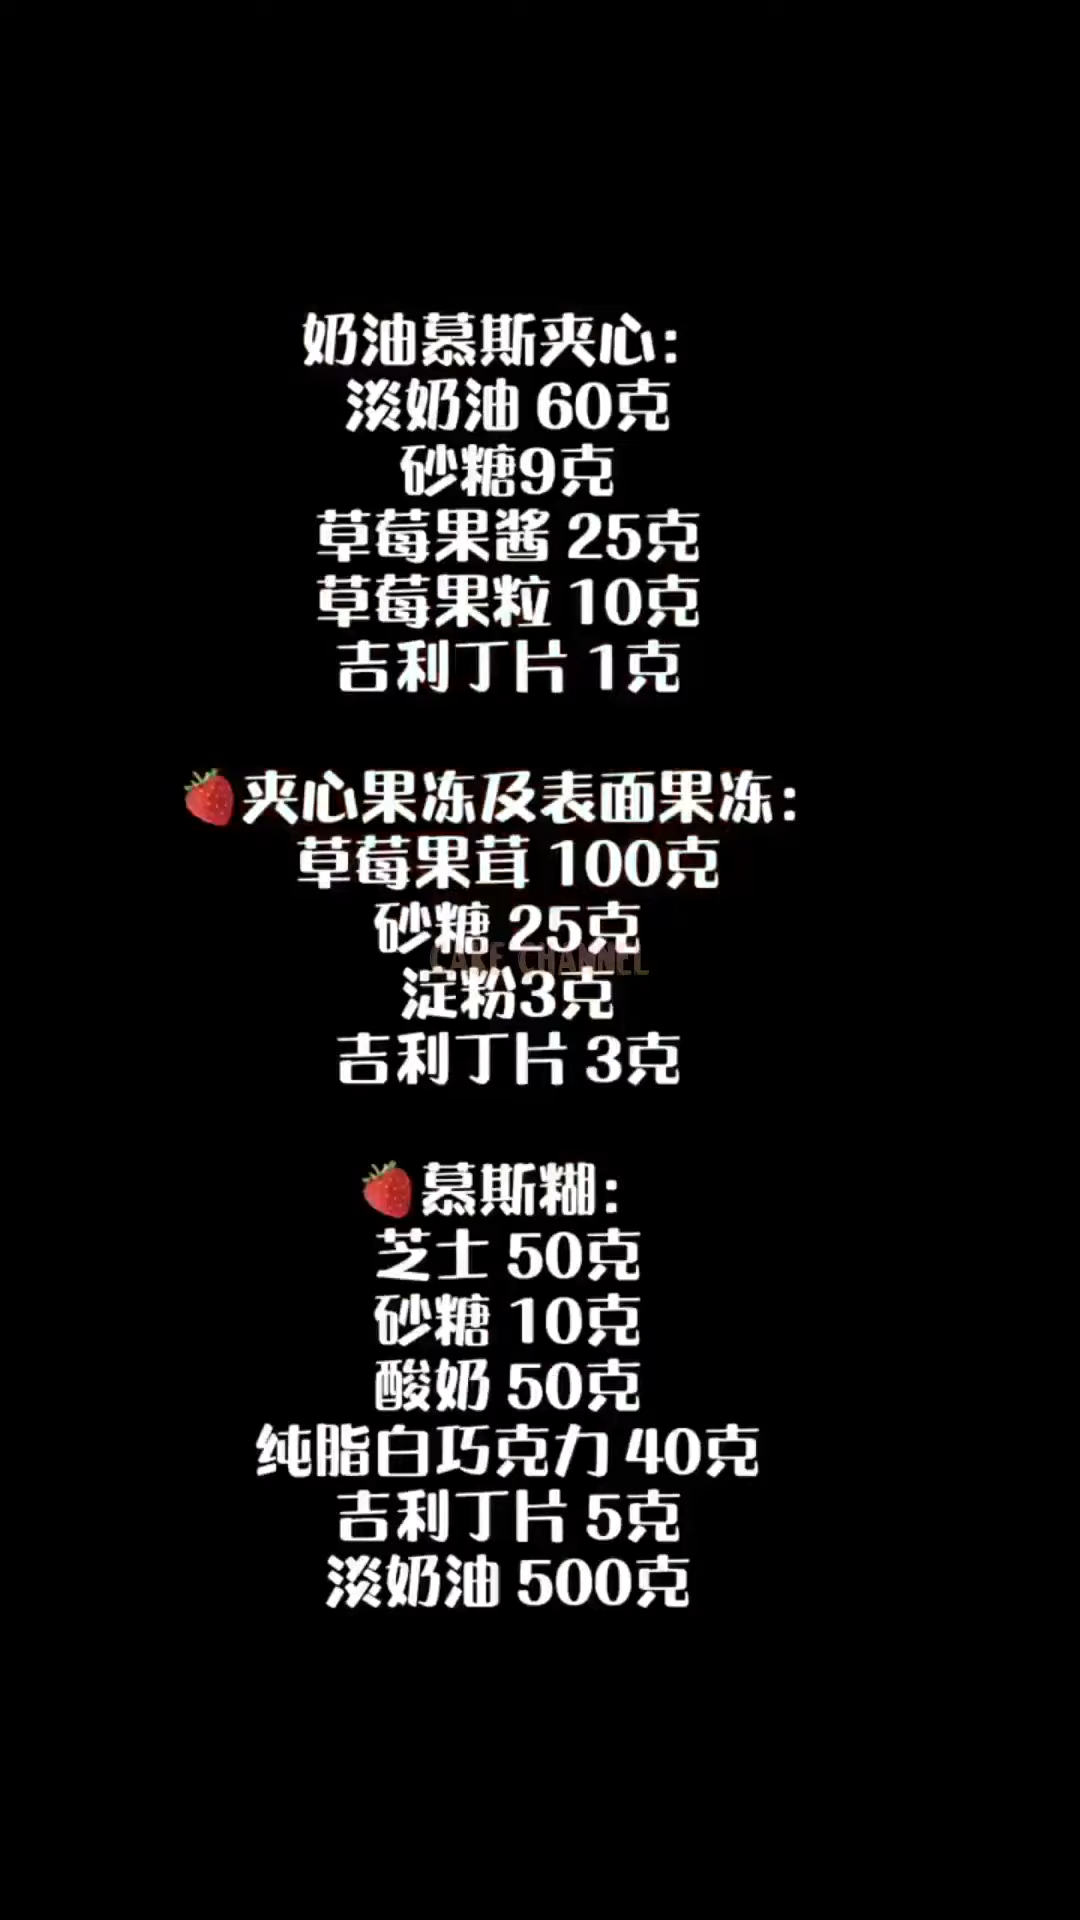 奶油慕斯夹心：
淡奶油 60克
砂糖9克
草莓果酱 25克
草莓果粒 10克
吉利丁片 1克
🍓夹心果冻及表面果冻：
草莓果茸 100克
砂糖 25克
CAKE CHANNEL
淀粉3克
吉利丁片 3克
🍓慕斯糊：
芝士 50克
砂糖 10克
酸奶 50克
纯脂白巧克力 40克
吉利丁片 5克
淡奶油 500克